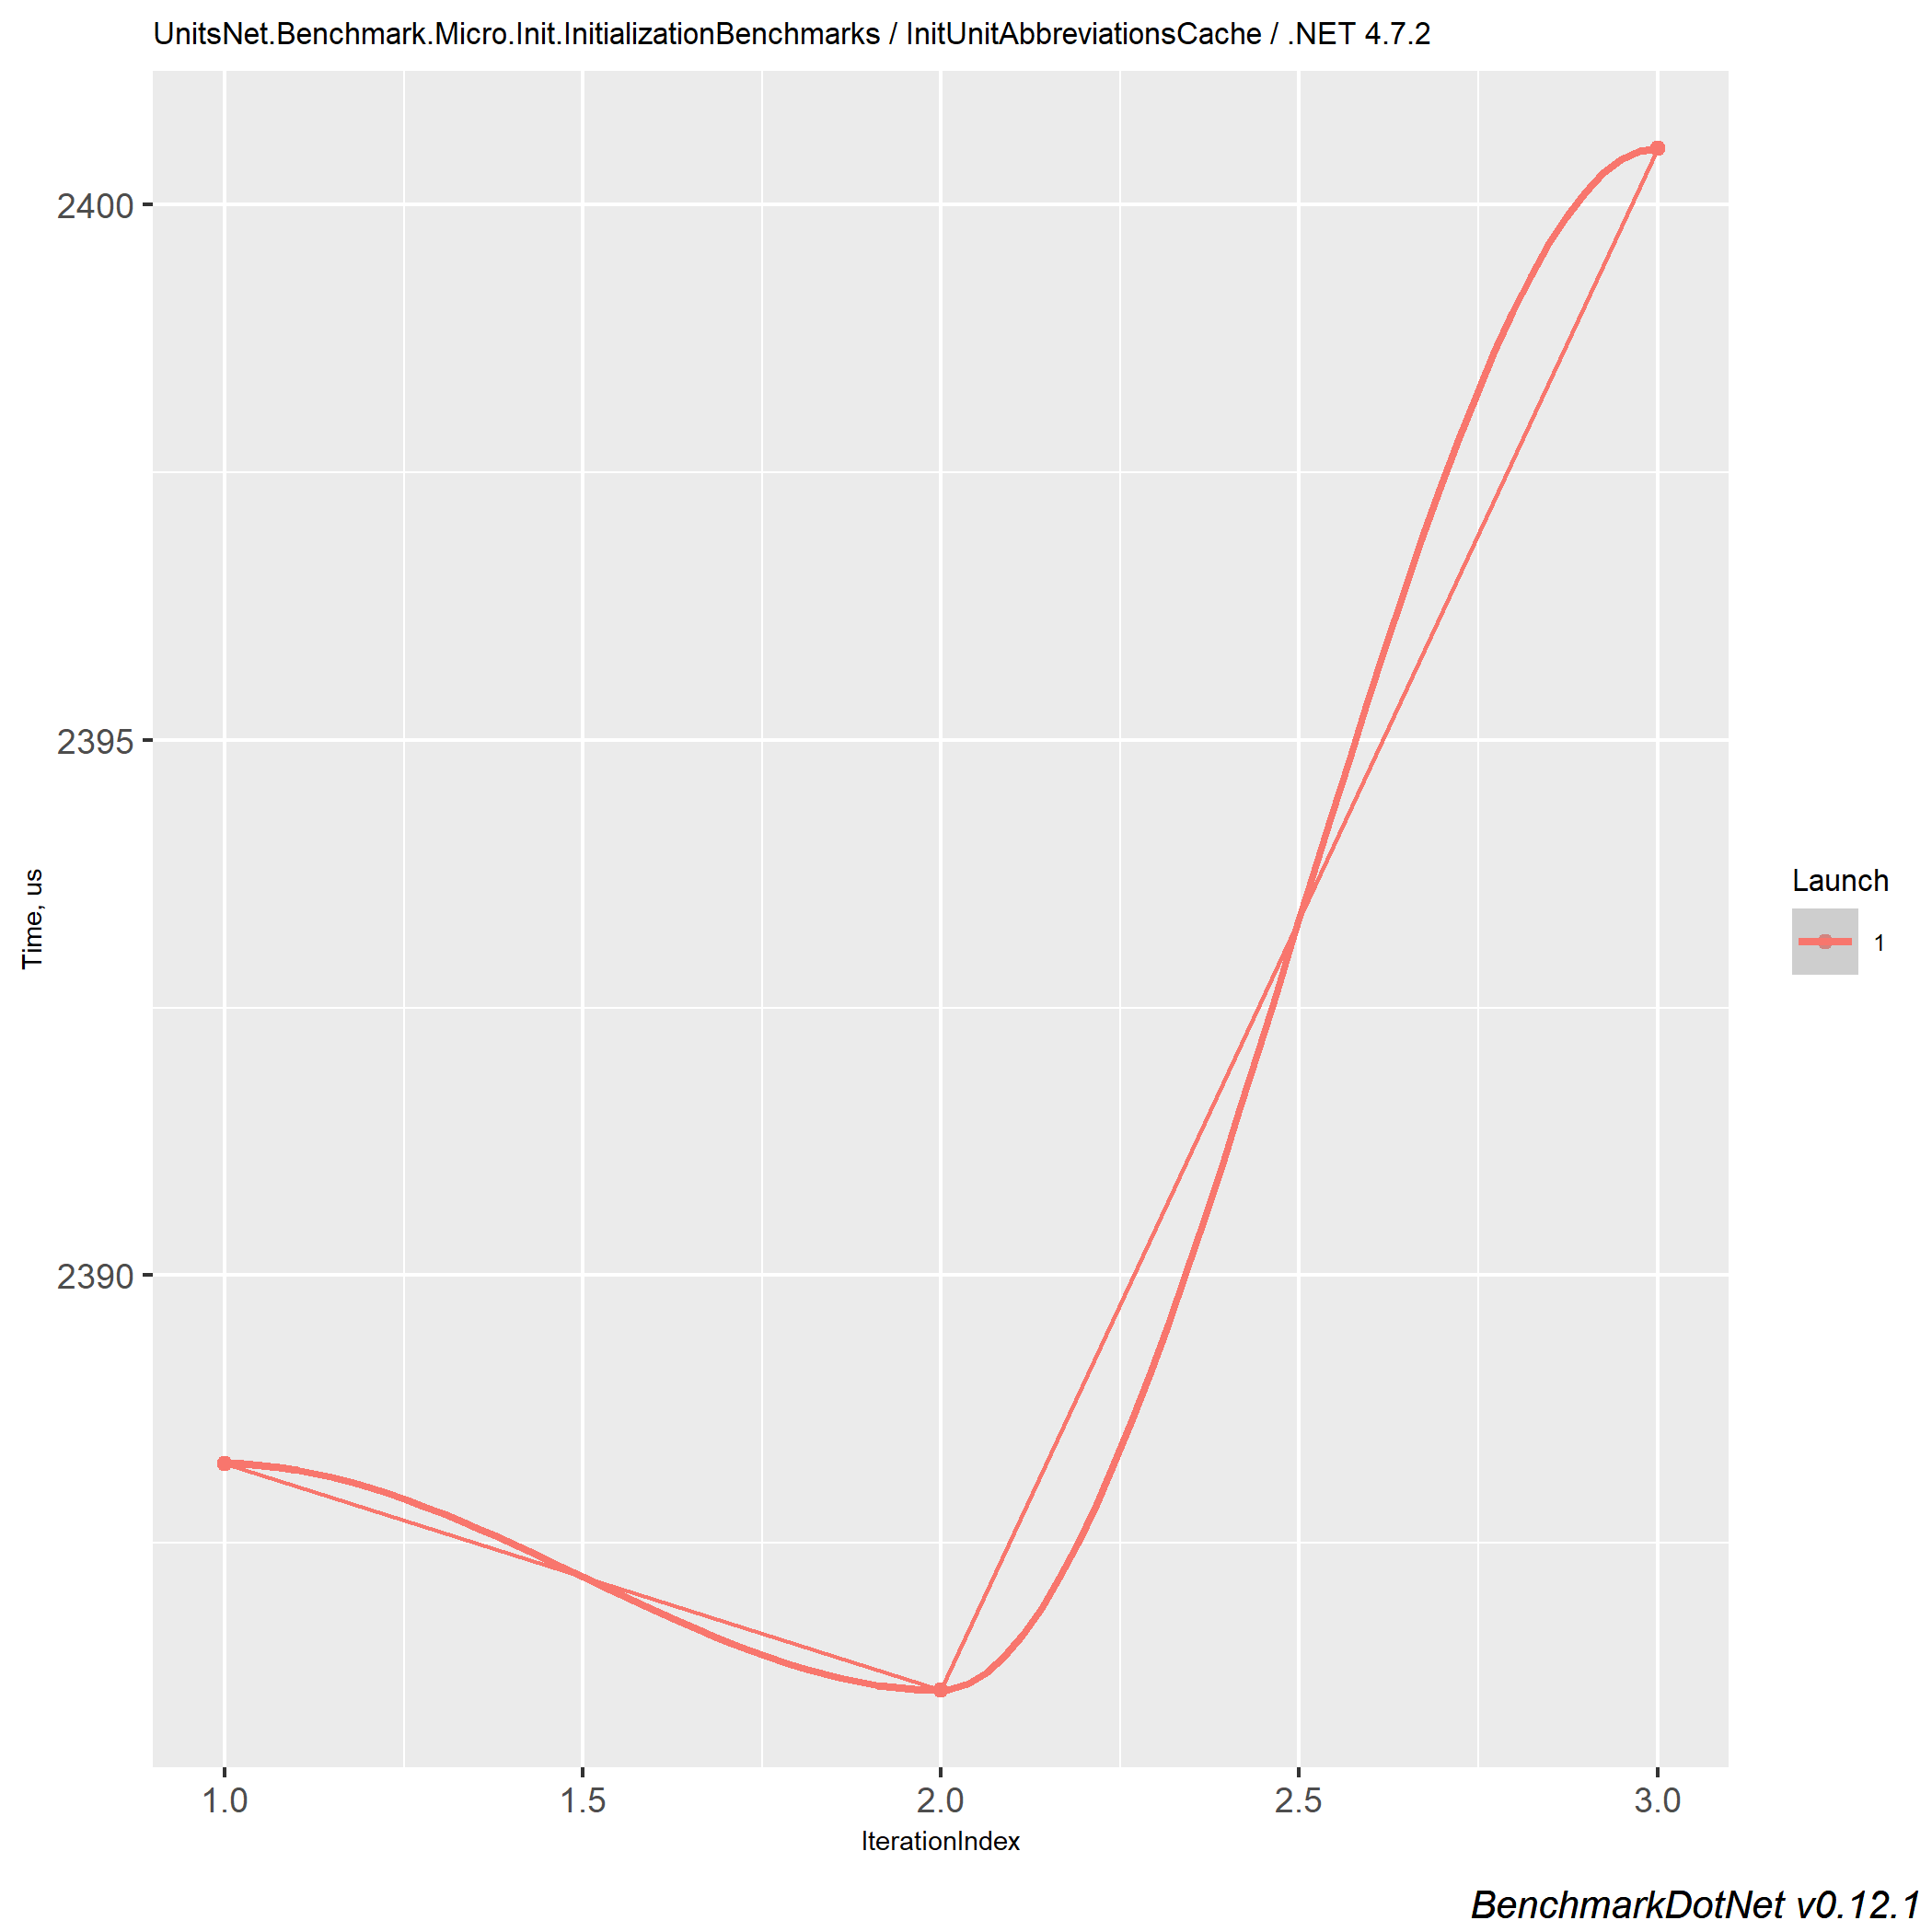 UnitsNet.Benchmark.Micro.Init.InitializationBenchmarks / InitUnitAbbreviationsCache / .NET 4.7.2
2400
2395
2390
Time, us
1.0 1.5 2.0 2.5 3.0
IterationIndex
Launch
1
BenchmarkDotNet v0.12.1